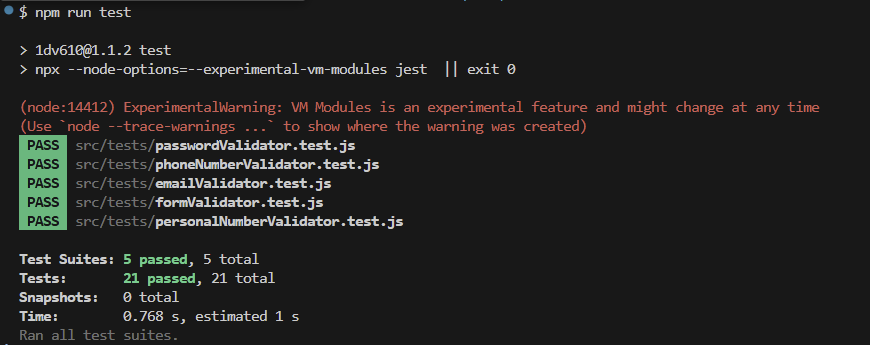 $ npm run test
> 1dv610@1.1.2 test
> npx --node-options=--experimental-vm-modules jest  || exit 0
(node:14412) ExperimentalWarning: VM Modules is an experimental feature and might change at any time
(Use `node --trace-warnings ...` to show where the warning was created)
PASS src/tests/passwordValidator.test.js
PASS src/tests/phoneNumberValidator.test.js
PASS src/tests/emailValidator.test.js
PASS src/tests/formValidator.test.js
PASS src/tests/personalNumberValidator.test.js
Test Suites: 5 passed, 5 total
Tests:       21 passed, 21 total
Snapshots:   0 total
Time:        0.768 s, estimated 1 s
Ran all test suites.